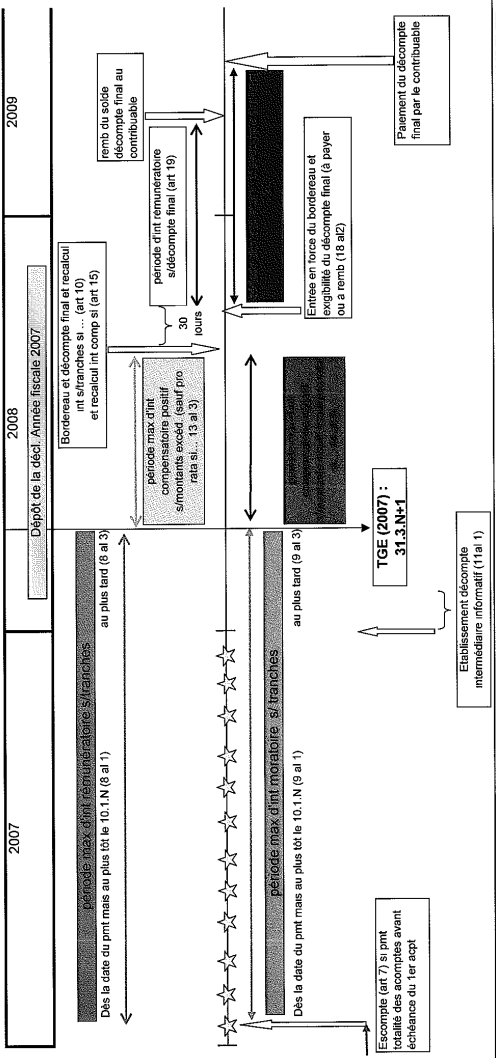 2007
2008
2009
Dépôt de la décl. Année fiscale 2007
période max d'int rémunératoire s/tranches
Dès la date du pmt mais au plus tôt le 10.1.N (8 al 1)
au plus tard (8 al 3)
Bordereau et décompte final et recalcul
int s/tranches si ... (art 10)
et recalcul int comp si (art 15)
remb du solde
décompte final au
contribuable
période max d'int
compensatoire positif
s/montants excéd. (sauf pro
rata si... 13 al 3)
30
jours
période d'int rémunératoire
s/décompte final (art 19)
période max d'int moratoire s/ tranches
Dès la date du pmt mais au plus tôt le 10.1.N (9 al 1)
au plus tard (9 al 3)
TGE (2007) :
31.3.N+1
Entrée en force du bordereau et
exigibilité du décompte final (à payer
ou a remb (18 al2)
Paiement du décompte
final par le contribuable
Escompte (art 7) si pmt
totalité des acomptes avant
échéance du 1er acpt
Etablissement décompte
intermédiaire informatif (11al 1)